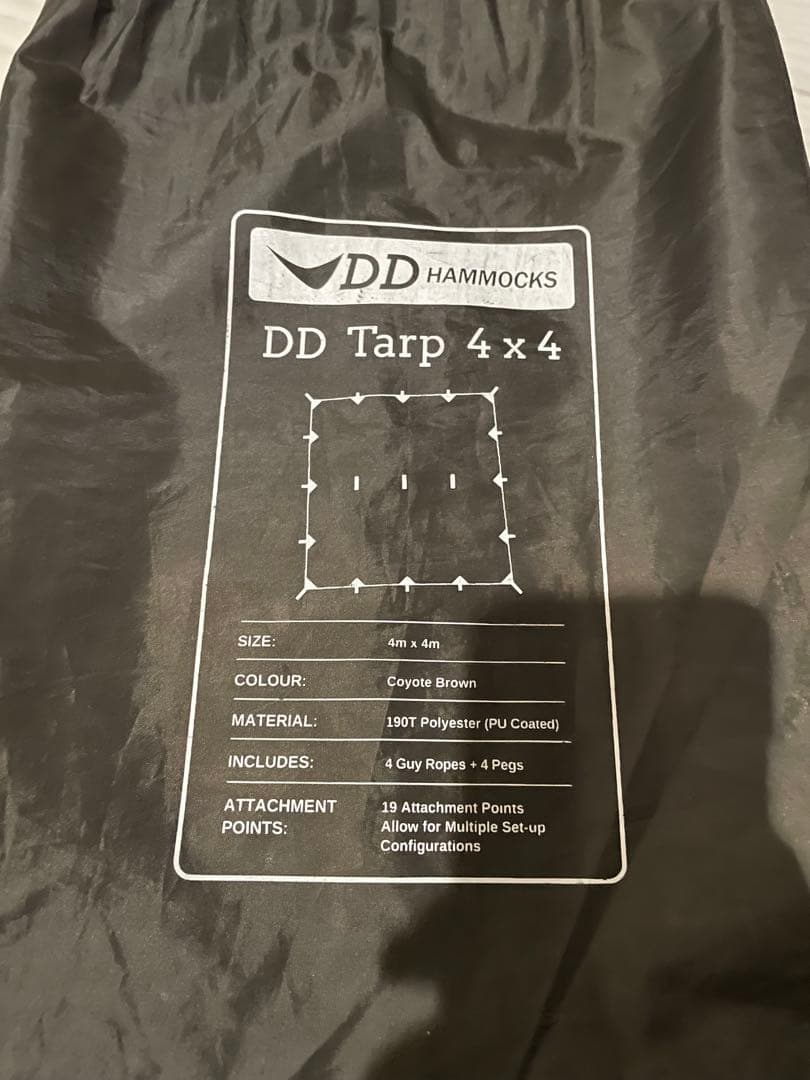 DD HAMMOCKS
DD Tarp 4 x 4
SIZE: 4m x 4m
COLOUR: Coyote Brown
MATERIAL: 190T Polyester (PU Coated)
INCLUDES: 4 Guy Ropes + 4 Pegs
ATTACHMENT 19 Attachment Points
POINTS: Allow for Multiple Set-up
Configurations